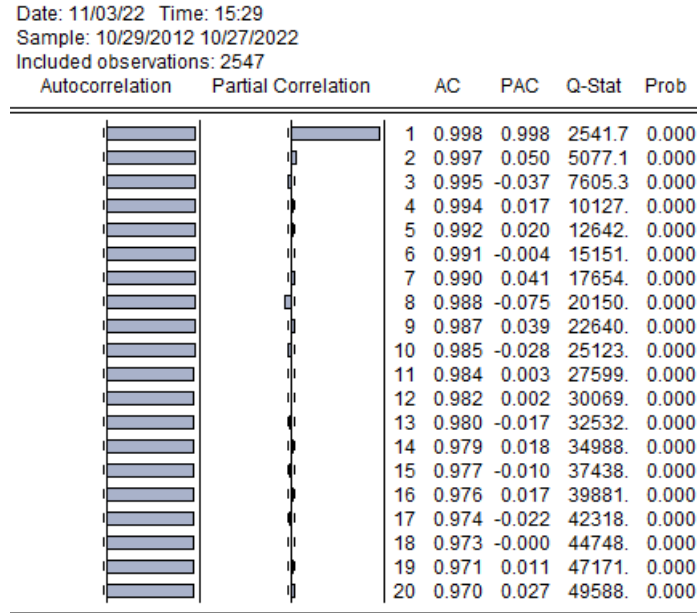 Date: 11/03/22 Time: 15:29
Sample: 10/29/2012 10/27/2022
Included observations: 2547
Autocorrelation Partial Correlation AC PAC Q-Stat Prob
1 0.998 0.998 2541.7 0.000
2 0.997 0.050 5077.1 0.000
3 0.995 -0.037 7605.3 0.000
4 0.994 0.017 10127. 0.000
5 0.992 0.020 12642. 0.000
6 0.991 -0.004 15151. 0.000
7 0.990 0.041 17654. 0.000
8 0.988 -0.075 20150. 0.000
9 0.987 0.039 22640. 0.000
10 0.985 -0.028 25123. 0.000
11 0.984 0.003 27599. 0.000
12 0.982 0.002 30069. 0.000
13 0.980 -0.017 32532. 0.000
14 0.979 0.018 34988. 0.000
15 0.977 -0.010 37438. 0.000
16 0.976 0.017 39881. 0.000
17 0.974 -0.022 42318. 0.000
18 0.973 -0.000 44748. 0.000
19 0.971 0.011 47171. 0.000
20 0.970 0.027 49588. 0.000